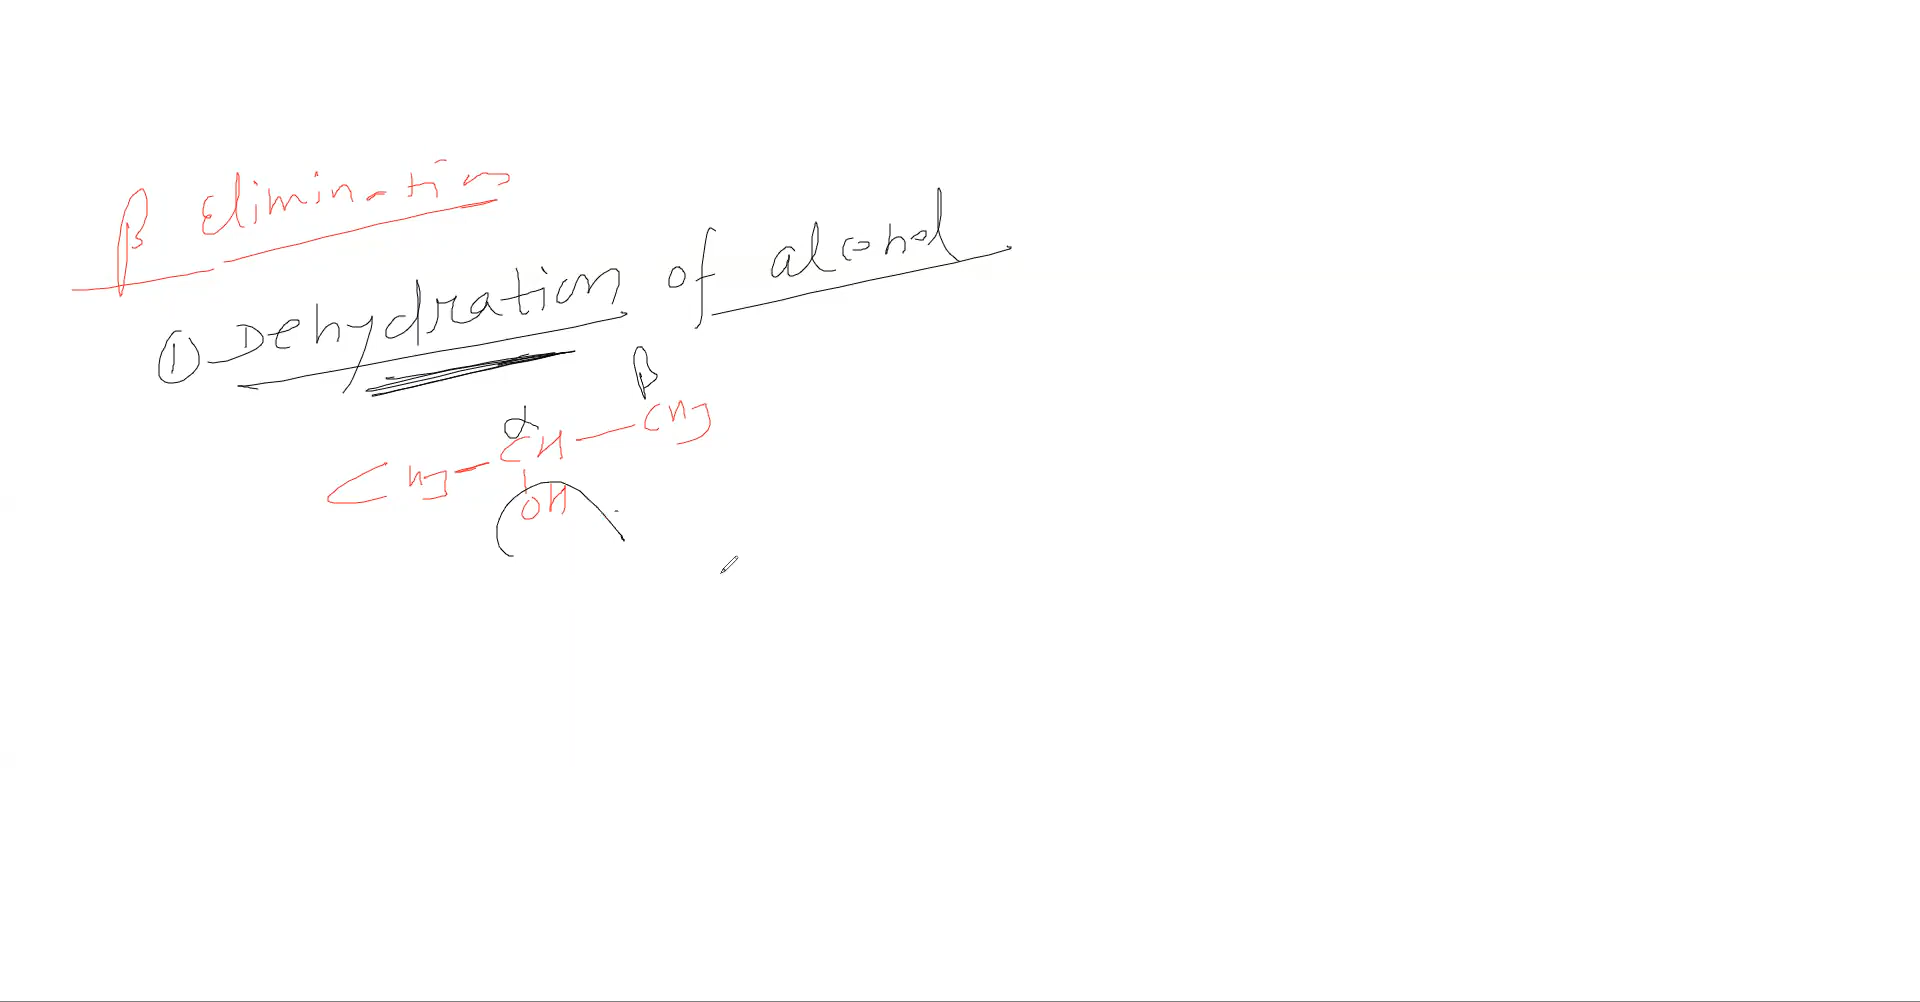 β Elimination
① Dehydration of alcohol
β
α
CH3 — CH — CH3
OH